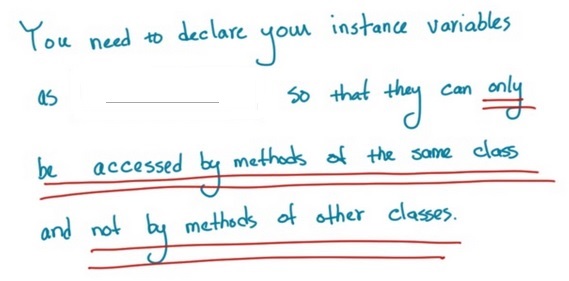 You need to declare your instance variables
as ________ so that they can only
be accessed by methods of the same class
and not by methods of other classes.